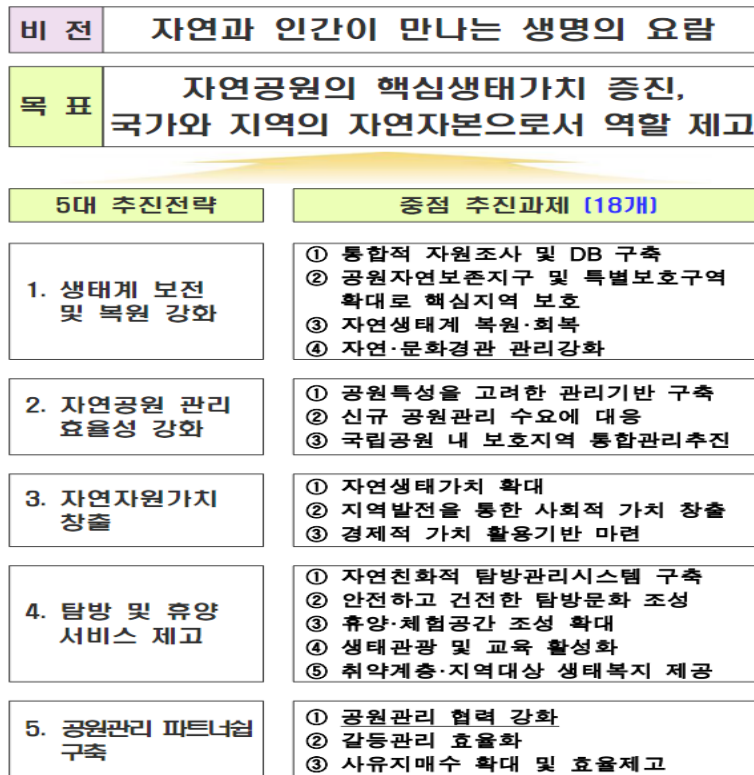 비 전
자연과 인간이 만나는 생명의 요람
목 표
자연공원의 핵심생태가치 증진,
국가와 지역의 자연자본으로서 역할 제고
5대 추진전략
중점 추진과제 (18개)
1. 생태계 보전
및 복원 강화
① 통합적 자원조사 및 DB 구축
② 공원자연보존지구 및 특별보호구역
확대로 핵심지역 보호
③ 자연생태계 복원·회복
④ 자연·문화경관 관리강화
2. 자연공원 관리
효율성 강화
① 공원특성을 고려한 관리기반 구축
② 신규 공원관리 수요에 대응
③ 국립공원 내 보호지역 통합관리추진
3. 자연자원가치
창출
① 자연생태가치 확대
② 지역발전을 통한 사회적 가치 창출
③ 경제적 가치 활용기반 마련
4. 탐방 및 휴양
서비스 제고
① 자연친화적 탐방관리시스템 구축
② 안전하고 건전한 탐방문화 조성
③ 휴양·체험공간 조성 확대
④ 생태관광 및 교육 활성화
⑤ 취약계층·지역대상 생태복지 제공
5. 공원관리 파트너쉽
구축
① 공원관리 협력 강화
② 갈등관리 효율화
③ 사유지매수 확대 및 효율제고